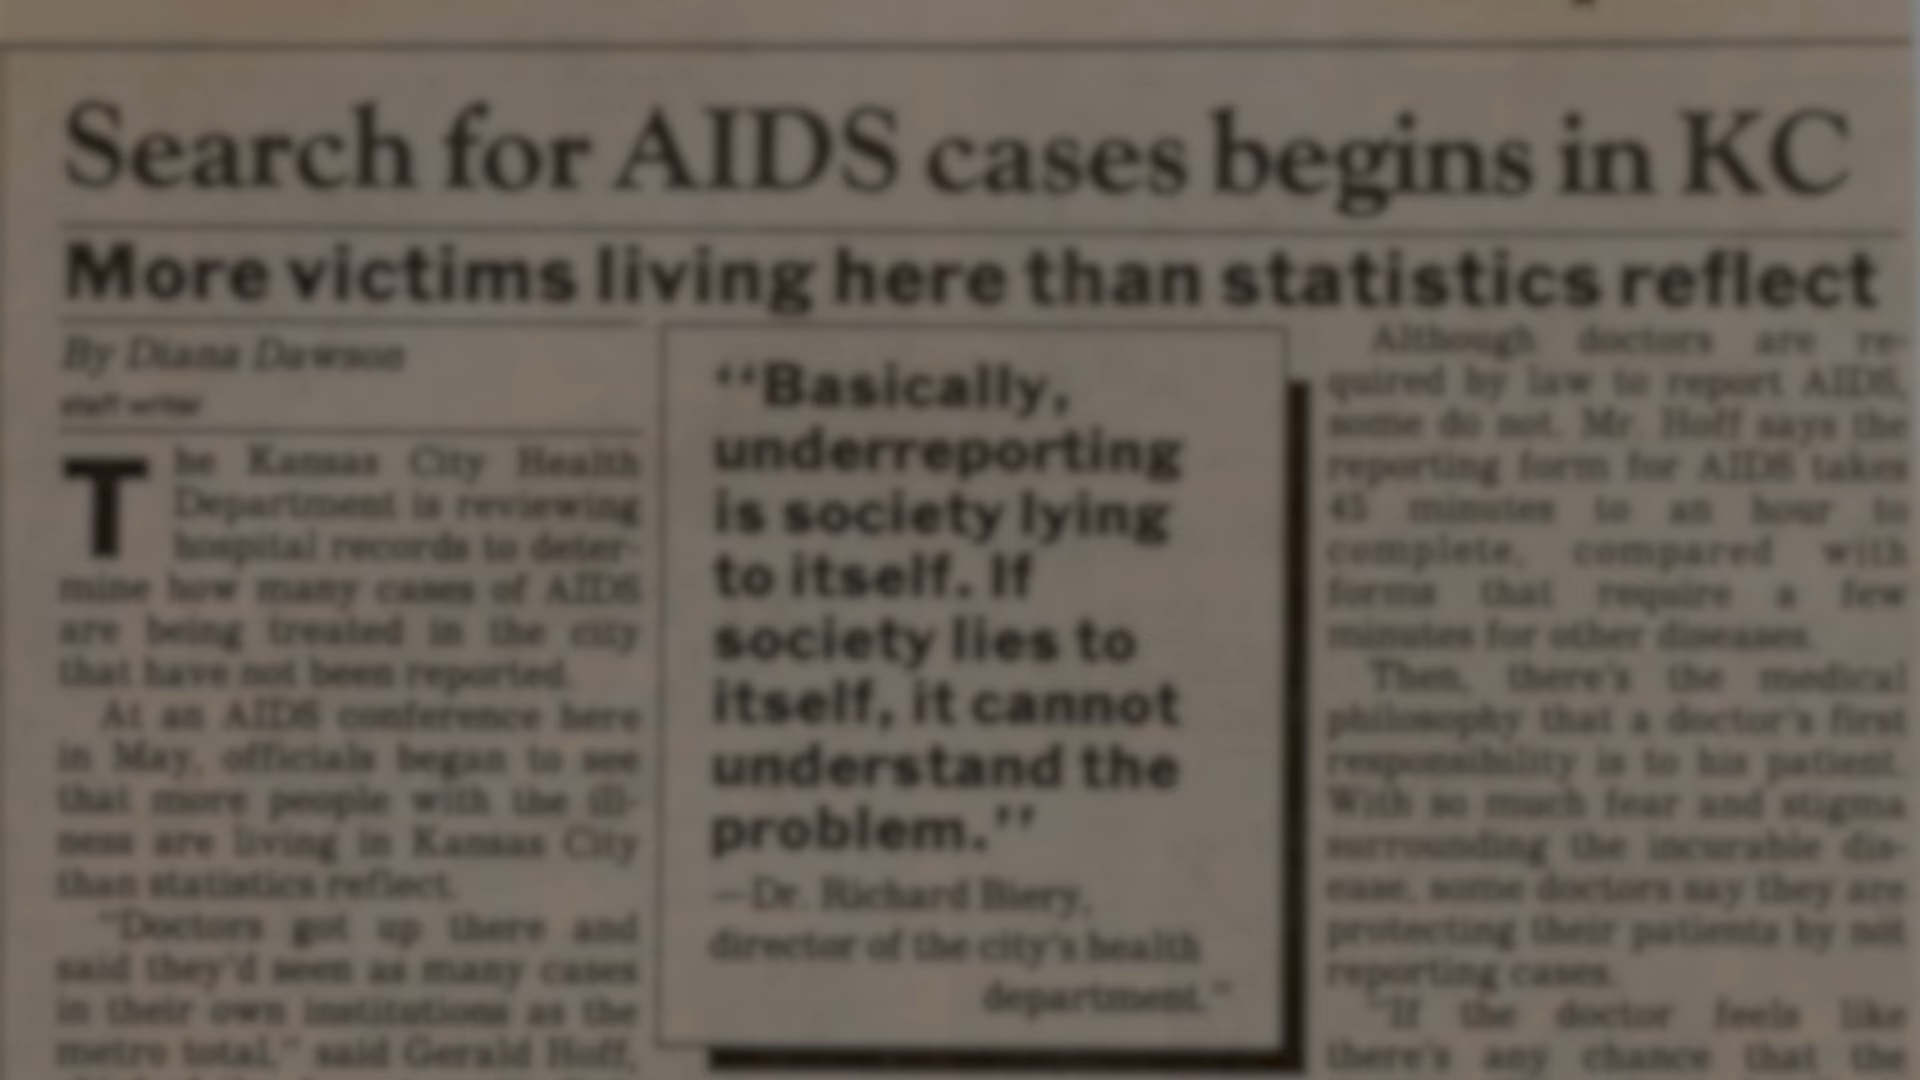 Search for AIDS cases begins in KC
More victims living here than statistics reflect
By Diana Dawson
staff writer
The Kansas City Health
Department is reviewing
hospital records to deter-
mine how many cases of AIDS
are being treated in the city
that have not been reported.
At an AIDS conference here
in May, officials began to see
that more people with the ill-
ness are living in Kansas City
than statistics reflect.
"Doctors got up there and
said they'd seen as many cases
in their own institutions as the
metro total," said Gerald Hoff,
“Basically,
underreporting
is society lying
to itself. If
society lies to
itself, it cannot
understand the
problem.”
—Dr. Richard Biery,
director of the city's health
department."
Although doctors are re-
quired by law to report AIDS,
some do not. Mr. Hoff says the
reporting form for AIDS takes
45 minutes to an hour to
complete, compared with
forms that require a few
minutes for other diseases.
Then, there's the medical
philosophy that a doctor's first
responsibility is to his patient.
With so much fear and stigma
surrounding the incurable dis-
ease, some doctors say they are
protecting their patients by not
reporting cases.
"If the doctor feels like
there's any chance that the